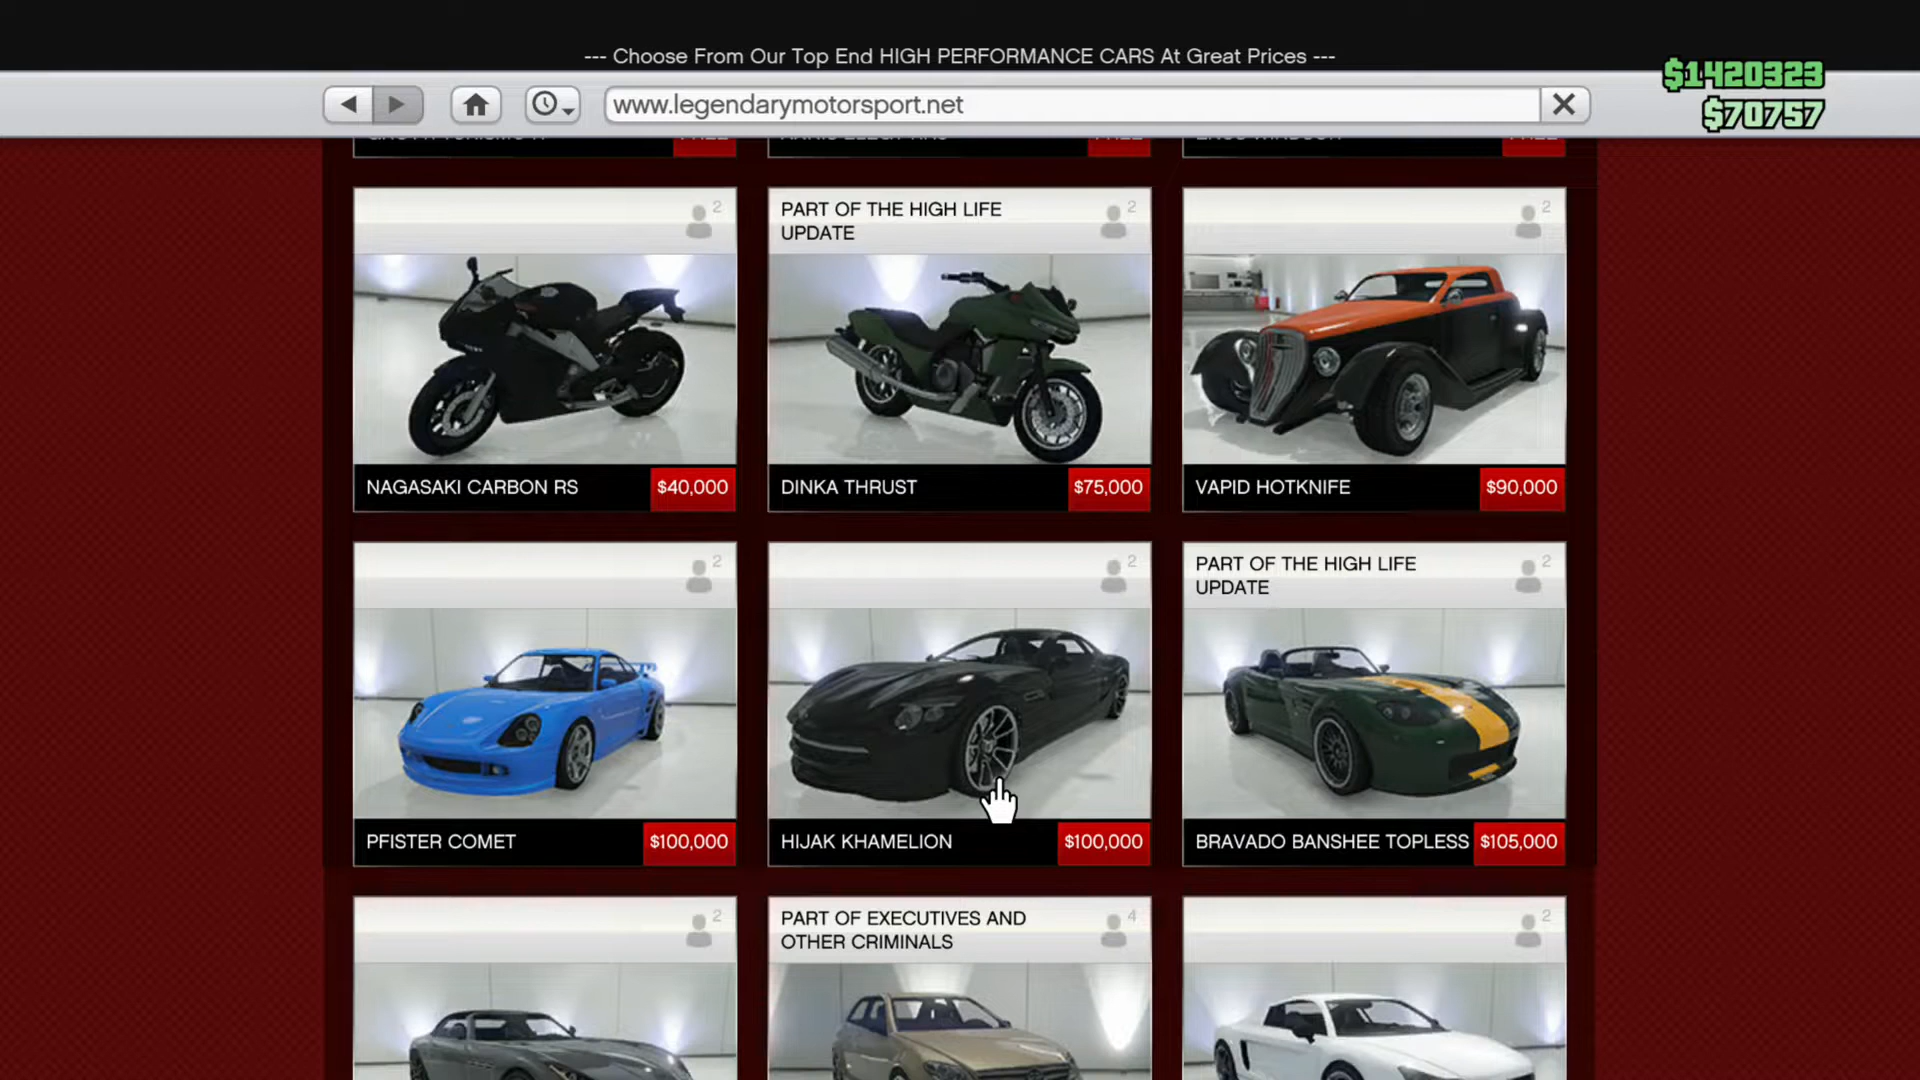 --- Choose From Our Top End HIGH PERFORMANCE CARS At Great Prices ---
www.legendarymotorsport.net
$1420323
$70757
2
PART OF THE HIGH LIFE
UPDATE
2
2
NAGASAKI CARBON RS
$40,000
DINKA THRUST
$75,000
VAPID HOTKNIFE
$90,000
2
2
PART OF THE HIGH LIFE
UPDATE
2
PFISTER COMET
$100,000
HIJAK KHAMELION
$100,000
BRAVADO BANSHEE TOPLESS
$105,000
2
PART OF EXECUTIVES AND
OTHER CRIMINALS
4
2